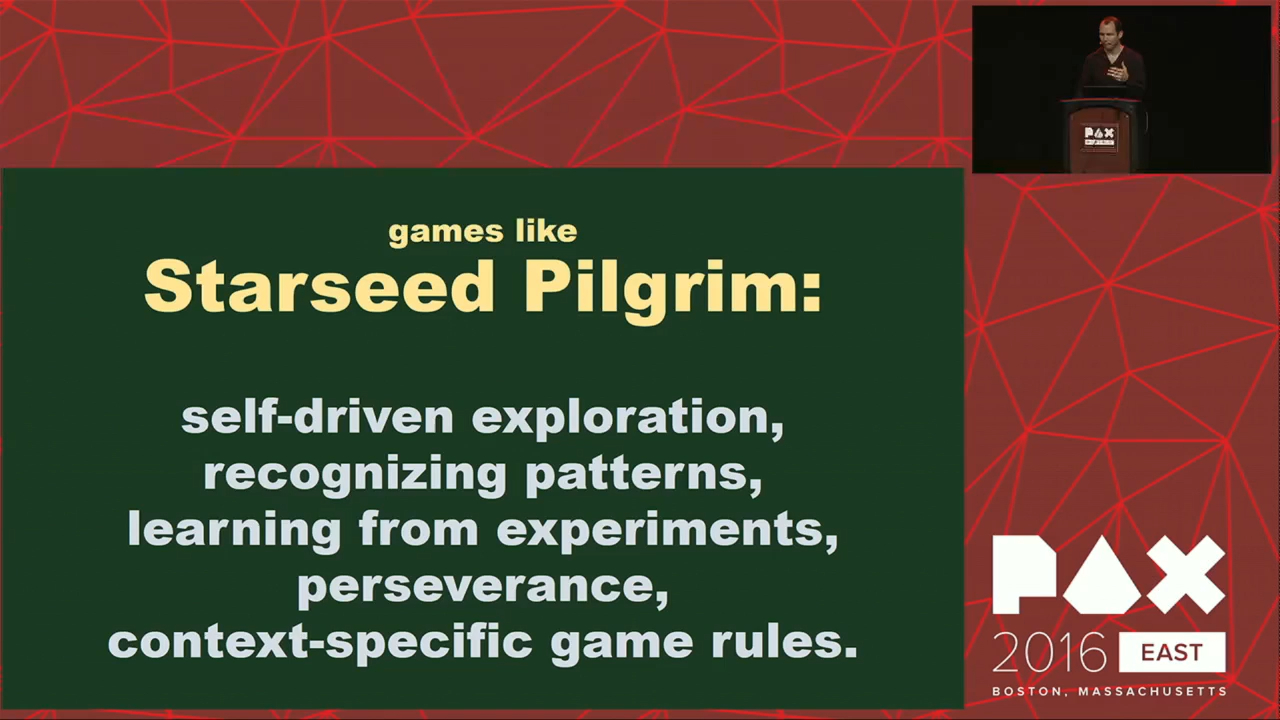 games like
Starseed Pilgrim:
self-driven exploration,
recognizing patterns,
learning from experiments,
perseverance,
context-specific game rules.
PAX
PAX
2016 EAST
BOSTON, MASSACHUSETTS